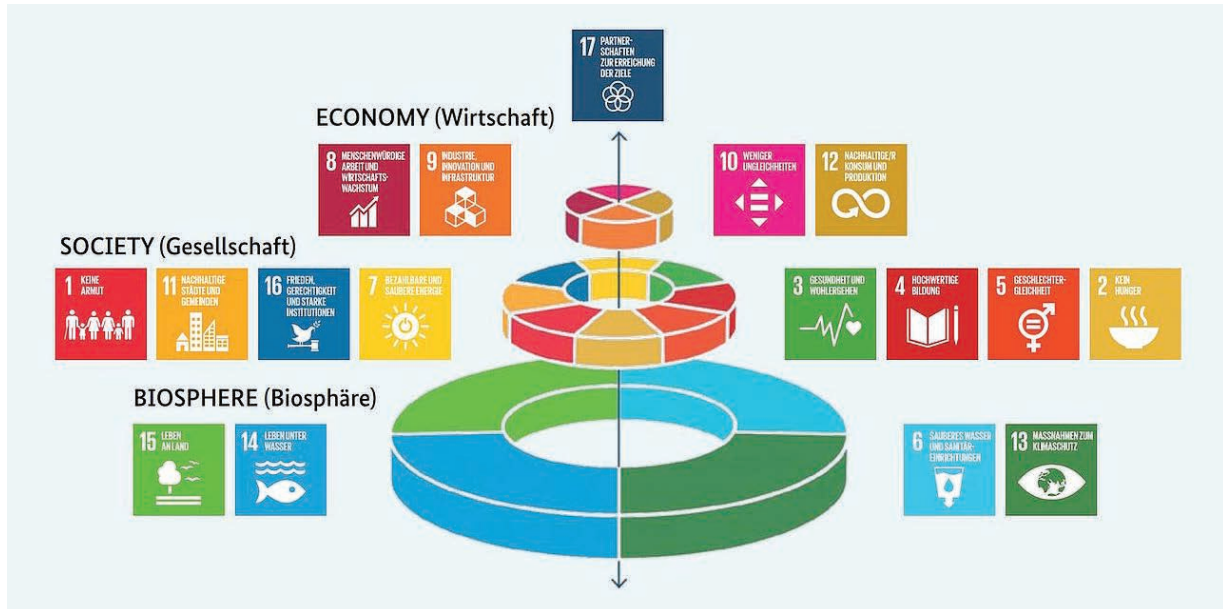 17 PARTNER-
SCHAFTEN
ZUR ERREICHUNG
DER ZIELE
ECONOMY (Wirtschaft)
8 MENSCHENWÜRDIGE
ARBEIT UND
WIRTSCHAFTS-
WACHSTUM
9 INDUSTRIE,
INNOVATION UND
INFRASTRUKTUR
10 WENIGER
UNGLEICHHEITEN
12 NACHHALTIGE/R
KONSUM UND
PRODUKTION
SOCIETY (Gesellschaft)
1 KEINE
ARMUT
11 NACHHALTIGE
STÄDTE UND
GEMEINDEN
16 FRIEDEN,
GERECHTIGKEIT
UND STARKE
INSTITUTIONEN
7 BEZAHLBARE UND
SAUBERE ENERGIE
3 GESUNDHEIT UND
WOHLERGEHEN
4 HOCHWERTIGE
BILDUNG
5 GESCHLECHTER-
GLEICHHEIT
2 KEIN
HUNGER
BIOSPHERE (Biosphäre)
15 LEBEN
AN LAND
14 LEBEN UNTER
WASSER
6 SAUBERES WASSER
UND SANITÄR-
EINRICHTUNGEN
13 MASSNAHMEN ZUM
KLIMASCHUTZ